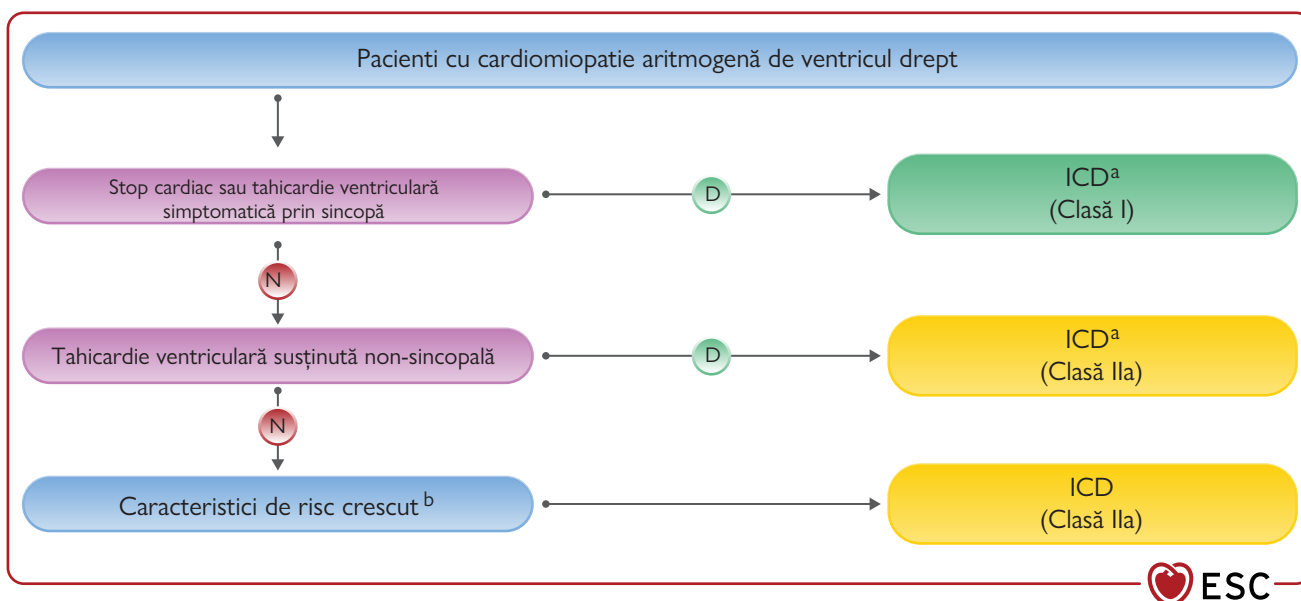 Pacienti cu cardiomiopatie aritmogenă de ventricul drept
Stop cardiac sau tahicardie ventriculară
simptomatică prin sincopă
D
ICDa
(Clasă I)
N
Tahicardie ventriculară susținută non-sincopală
D
ICDa
(Clasă IIa)
N
Caracteristici de risc crescut b
ICD
(Clasă IIa)
ESC